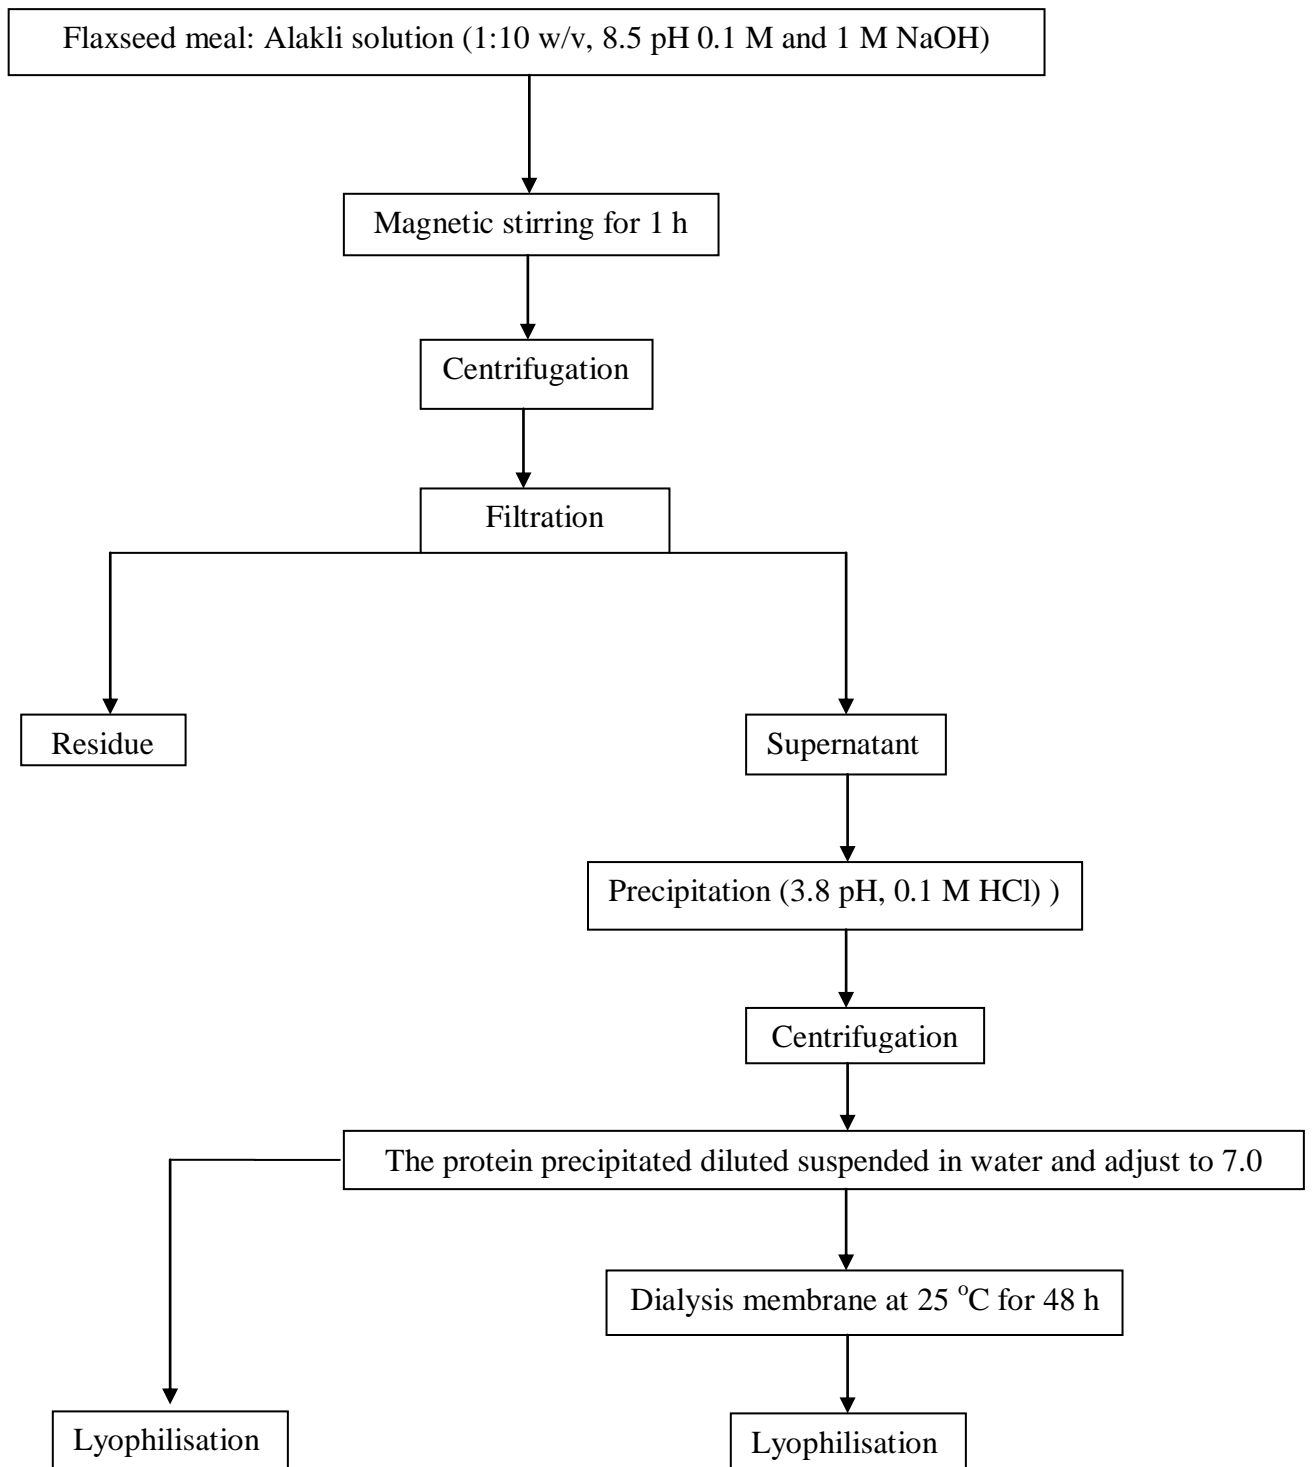 Flaxseed meal: Alakli solution (1:10 w/v, 8.5 pH 0.1 M and 1 M NaOH)
Magnetic stirring for 1 h
Centrifugation
Filtration
Residue
Supernatant
Precipitation (3.8 pH, 0.1 M HCl) )
Centrifugation
The protein precipitated diluted suspended in water and adjust to 7.0
Dialysis membrane at 25 °C for 48 h
Lyophilisation
Lyophilisation